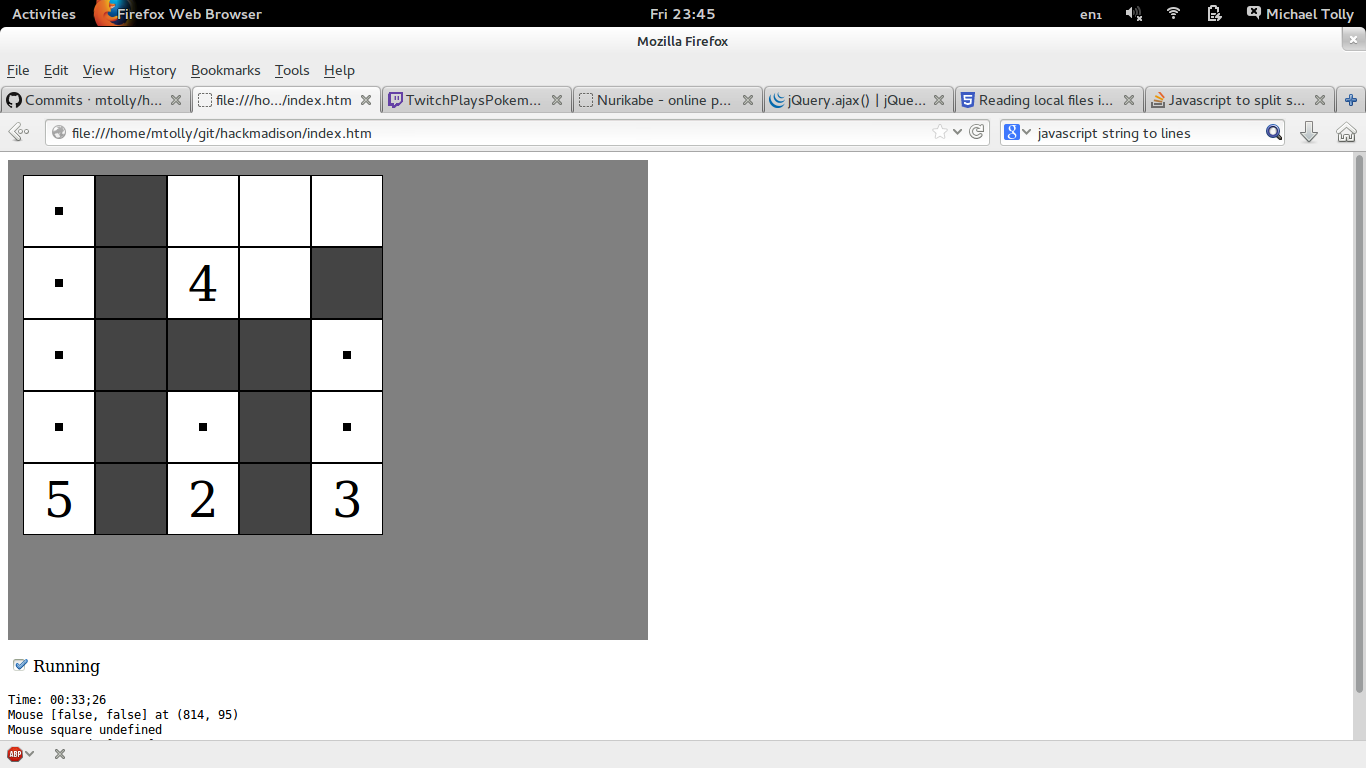 Activities Firefox Web Browser Fri 23:45 en₁ Michael Tolly
Mozilla Firefox
File Edit View History Bookmarks Tools Help
Commits · mtolly/h... file:///ho.../index.htm TwitchPlaysPokem... Nurikabe - online p... jQuery.ajax() | jQue... Reading local files i... Javascript to split s...
file:///home/mtolly/git/hackmadison/index.htm javascript string to lines
4
5 2 3
Running
Time: 00:33;26
Mouse [false, false] at (814, 95)
Mouse square undefined
ABP